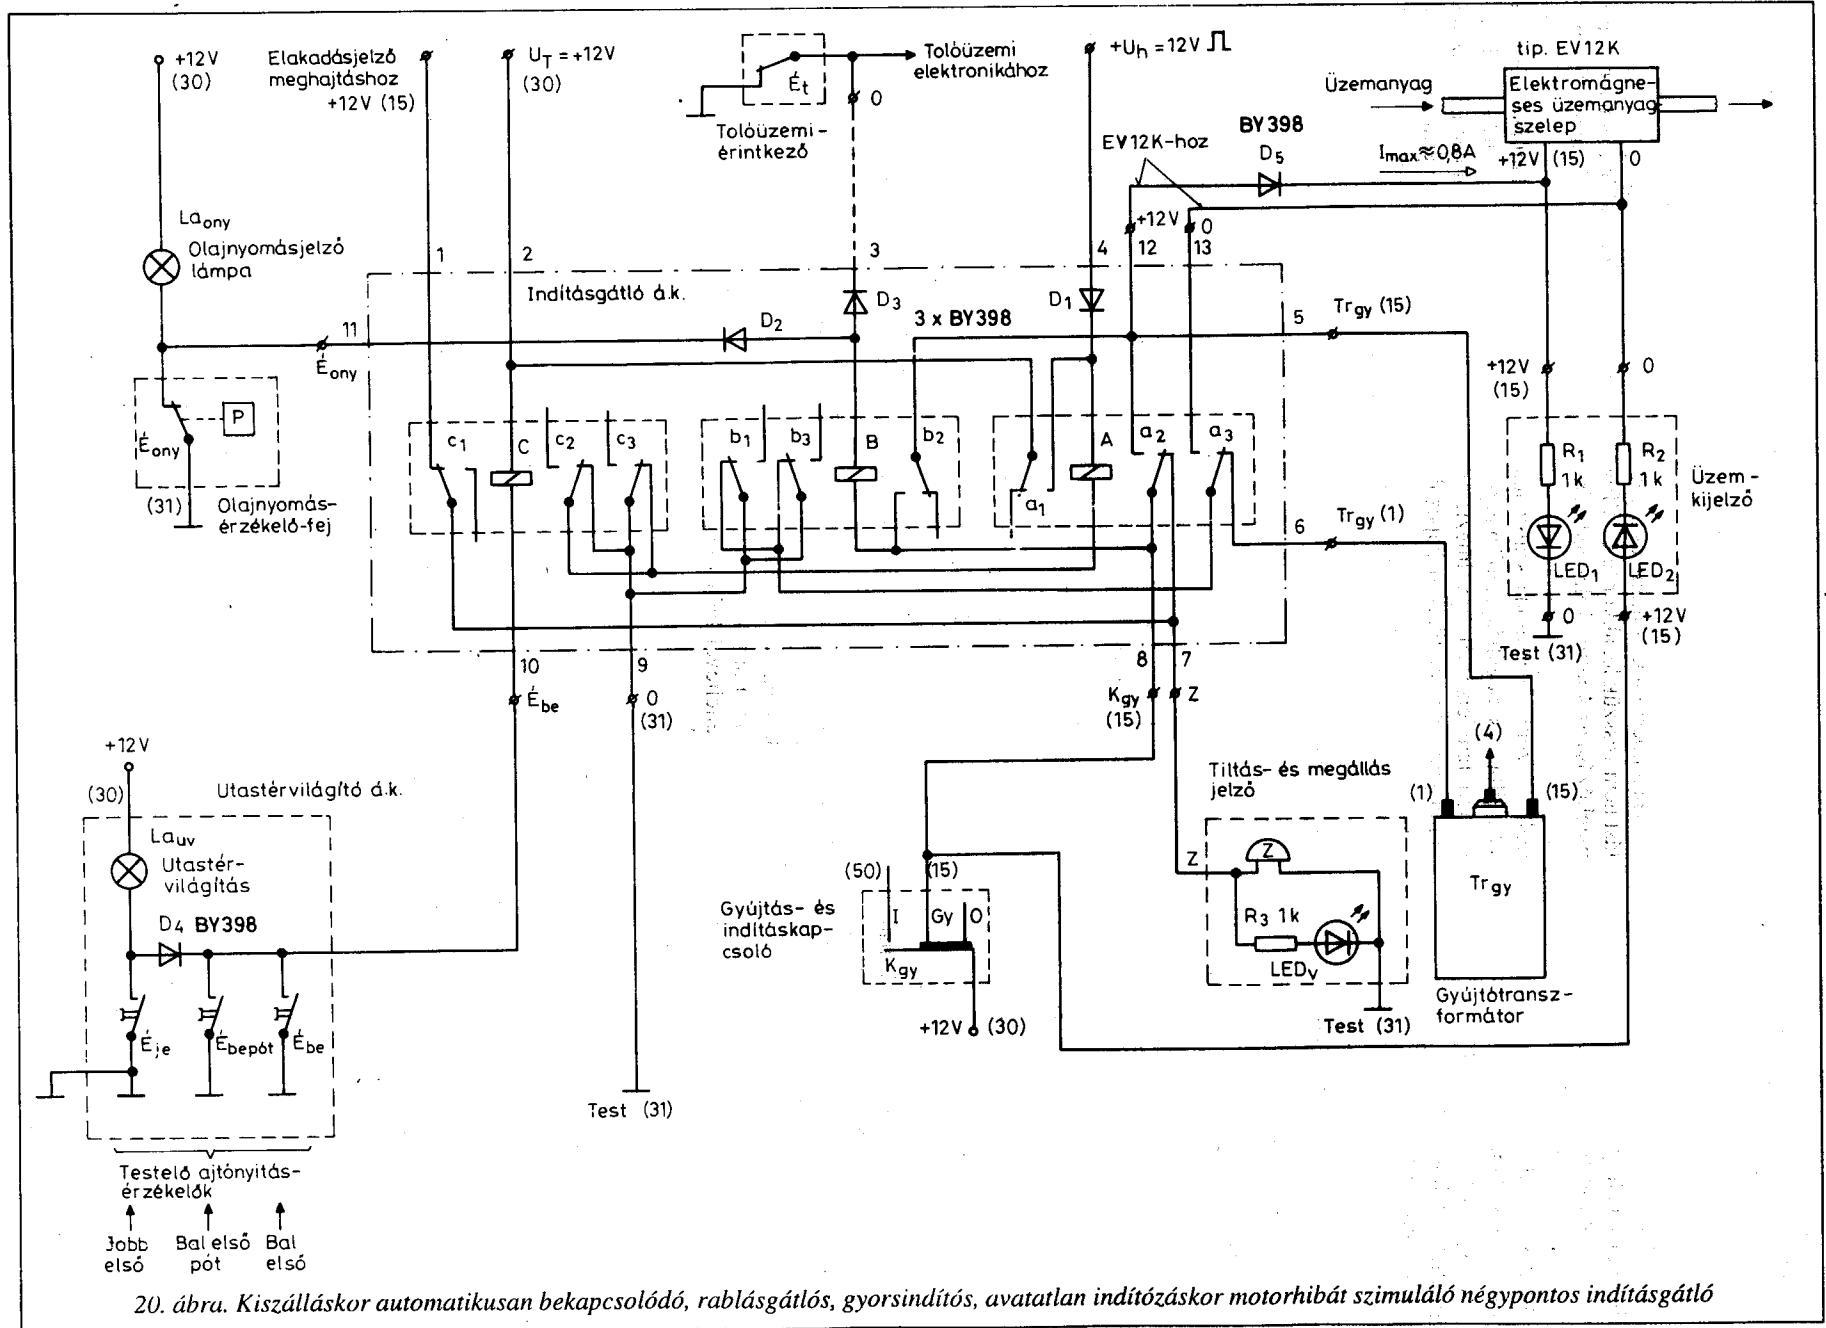 +12V
(30)
Elakadásjelző
meghajtáshoz
+12V (15)
U_T = +12V
(30)
É_t
Tolóüzemi-
érintkező
Tolóüzemi
elektronikához
0
+U_h = 12V
tip. EV12K
Üzemanyag
Elektromágne-
ses üzemanyag
szelep
BY398
D5
EV12K-hoz
I_max ≈ 0,8A
+12V (15)
0
La_ony
Olajnyomásjelző
lámpa
1
2
3
4
+12V
12
0
13
Indításgátló á.k.
D3
D1
D2
3 x BY398
11
É_ony
5
Tr_gy (15)
+12V
(15)
0
P
É_ony
(31)
Olajnyomás-
érzékelő-fej
c1
C
c2
c3
b1
b3
B
b2
a1
A
a2
a3
6
Tr_gy (1)
R1
1k
R2
1k
Üzem-
kijelző
LED1
LED2
0
+12V
(15)
Test (31)
10
9
8
7
É_be
0
(31)
K_gy
(15)
Z
+12V
(30)
Utastérvilágító á.k.
La_uv
Utastér-
világítás
D4 BY398
É_je
É_bepót
É_be
Test (31)
Gyújtás- és
indításkap-
csoló
(50)
(15)
I
Gy
0
K_gy
+12V (30)
Tiltás- és megállás
jelző
Z
Z
R3 1k
LED_V
Test (31)
(4)
(1)
(15)
Tr_gy
Gyújtótransz-
formátor
Testelő ajtónyitás-
érzékelők
Jobb
első
Bal első
pót
Bal
első
20. ábra. Kiszálláskor automatikusan bekapcsolódó, rablásgátlós, gyorsindítós, avatatlan indítózáskor motorhibát szimuláló négypontos indításgátló